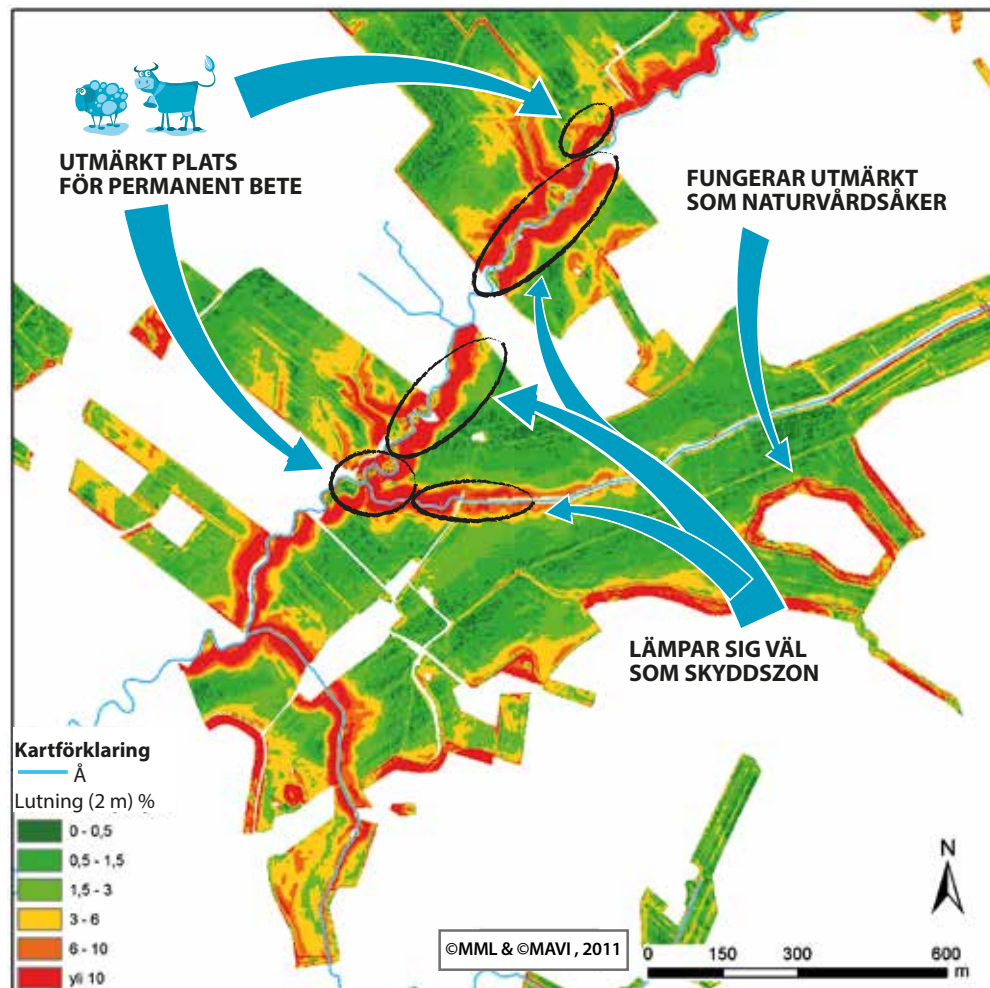 UTMÄRKT PLATS
FÖR PERMANENT BETE
FUNGERAR UTMÄRKT
SOM NATURVÅRDSÅKER
LÄMPAR SIG VÄL
SOM SKYDDSZON
Kartförklaring
Å
Lutning (2 m) %
0 - 0,5
0,5 - 1,5
1,5 - 3
3 - 6
6 - 10
yli 10
©MML & ©MAVI , 2011
N
0 150 300 600
m